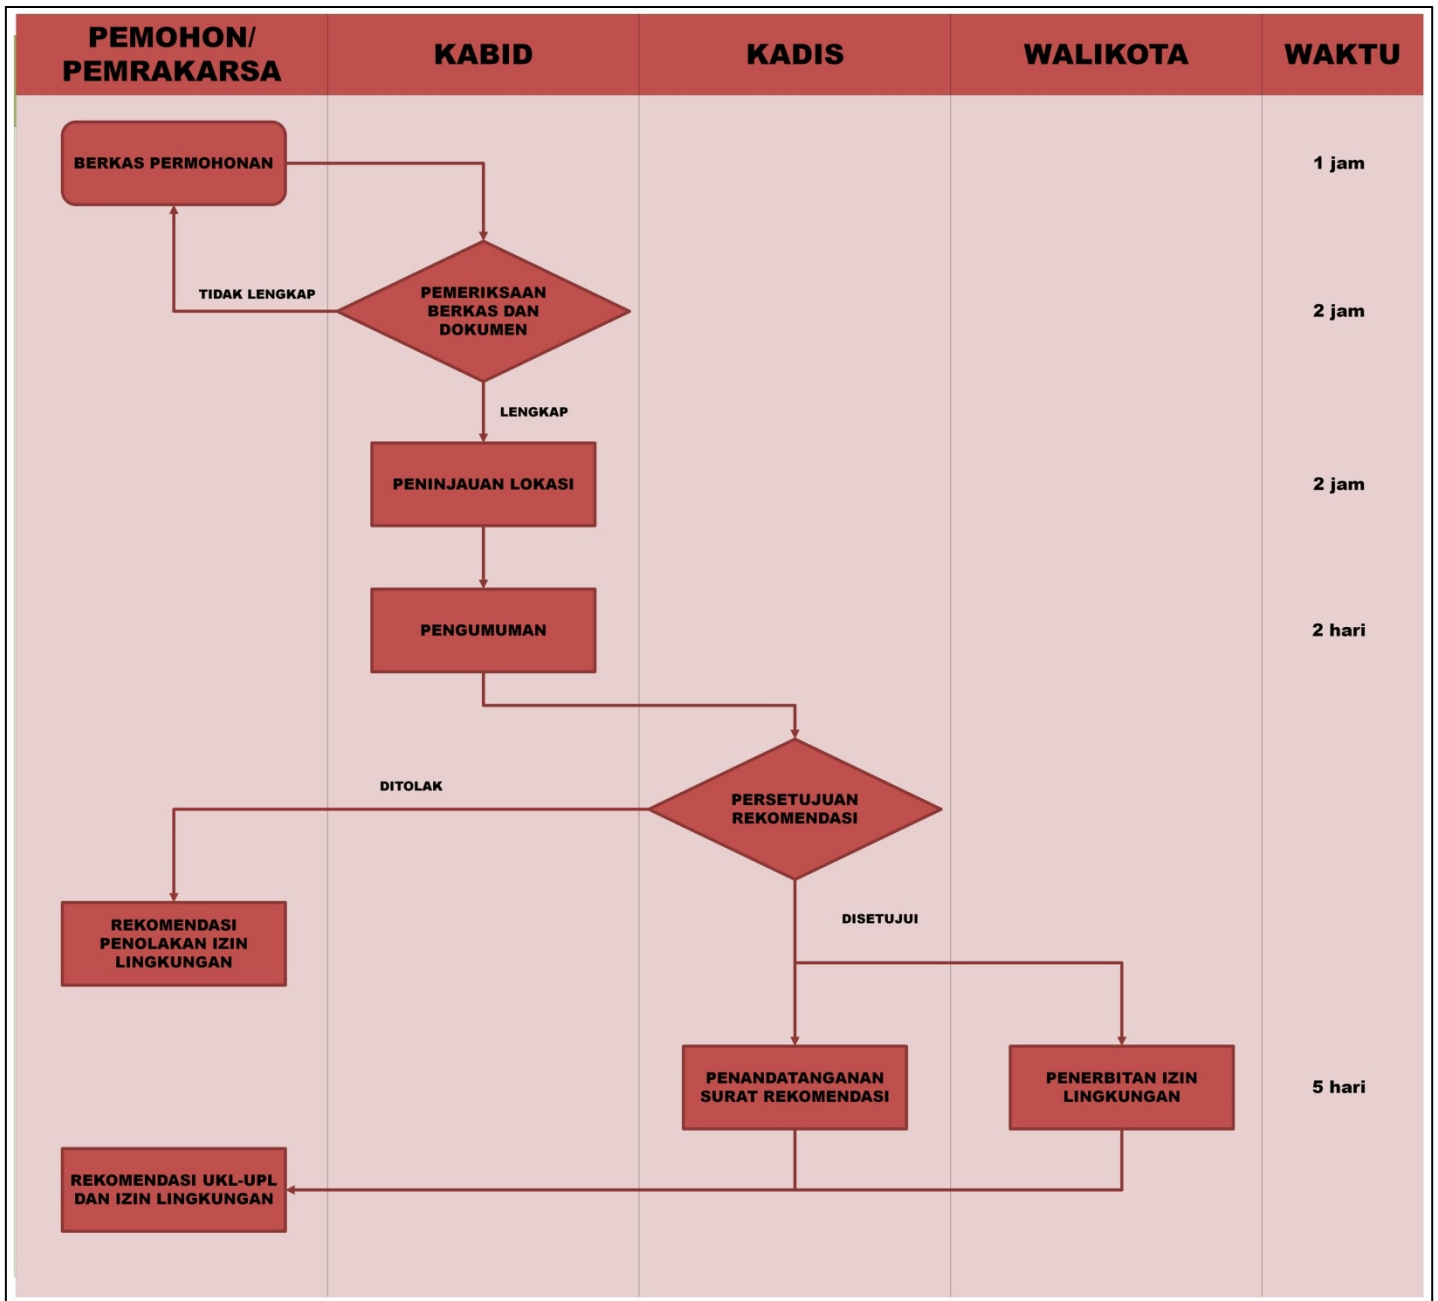 PEMOHON/
PEMRAKARSA
KABID
KADIS
WALIKOTA
WAKTU
BERKAS PERMOHONAN
1 jam
TIDAK LENGKAP
PEMERIKSAAN
BERKAS DAN
DOKUMEN
2 jam
LENGKAP
PENINJAUAN LOKASI
2 jam
PENGUMUMAN
2 hari
DITOLAK
PERSETUJUAN
REKOMENDASI
REKOMENDASI
PENOLAKAN IZIN
LINGKUNGAN
DISETUJUI
PENANDATANGANAN
SURAT REKOMENDASI
PENERBITAN IZIN
LINGKUNGAN
5 hari
REKOMENDASI UKL-UPL
DAN IZIN LINGKUNGAN